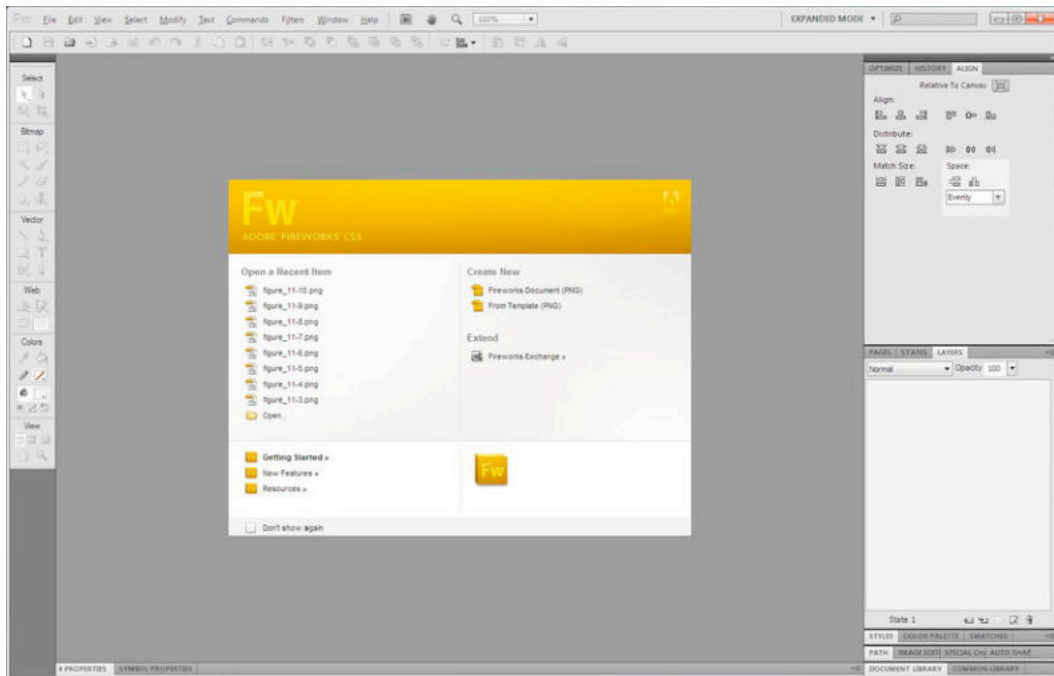 Fw File Edit View Select Modify Text Commands Filters Window Help 100% EXPANDED MODE
Select
Bitmap
Vector
Web
Colors
View
Fw
ADOBE FIREWORKS CS5
Open a Recent Item
figure_11-10.png
figure_11-9.png
figure_11-8.png
figure_11-7.png
figure_11-6.png
figure_11-5.png
figure_11-4.png
figure_11-3.png
Open...
Create New
Fireworks Document (PNG)
From Template (PNG)
Extend
Fireworks Exchange »
Getting Started »
New Features »
Resources »
Fw
Don't show again
OPTIMIZE HISTORY ALIGN
Relative To Canvas
Align:
Distribute:
Match Size: Space:
Evenly
PAGES STATES LAYERS
Normal Opacity 100
State 1
STYLES COLOR PALETTE SWATCHES
PATH IMAGE EDIT SPECIAL CH AUTO SHAP
DOCUMENT LIBRARY COMMON LIBRARY
PROPERTIES SYMBOL PROPERTIES